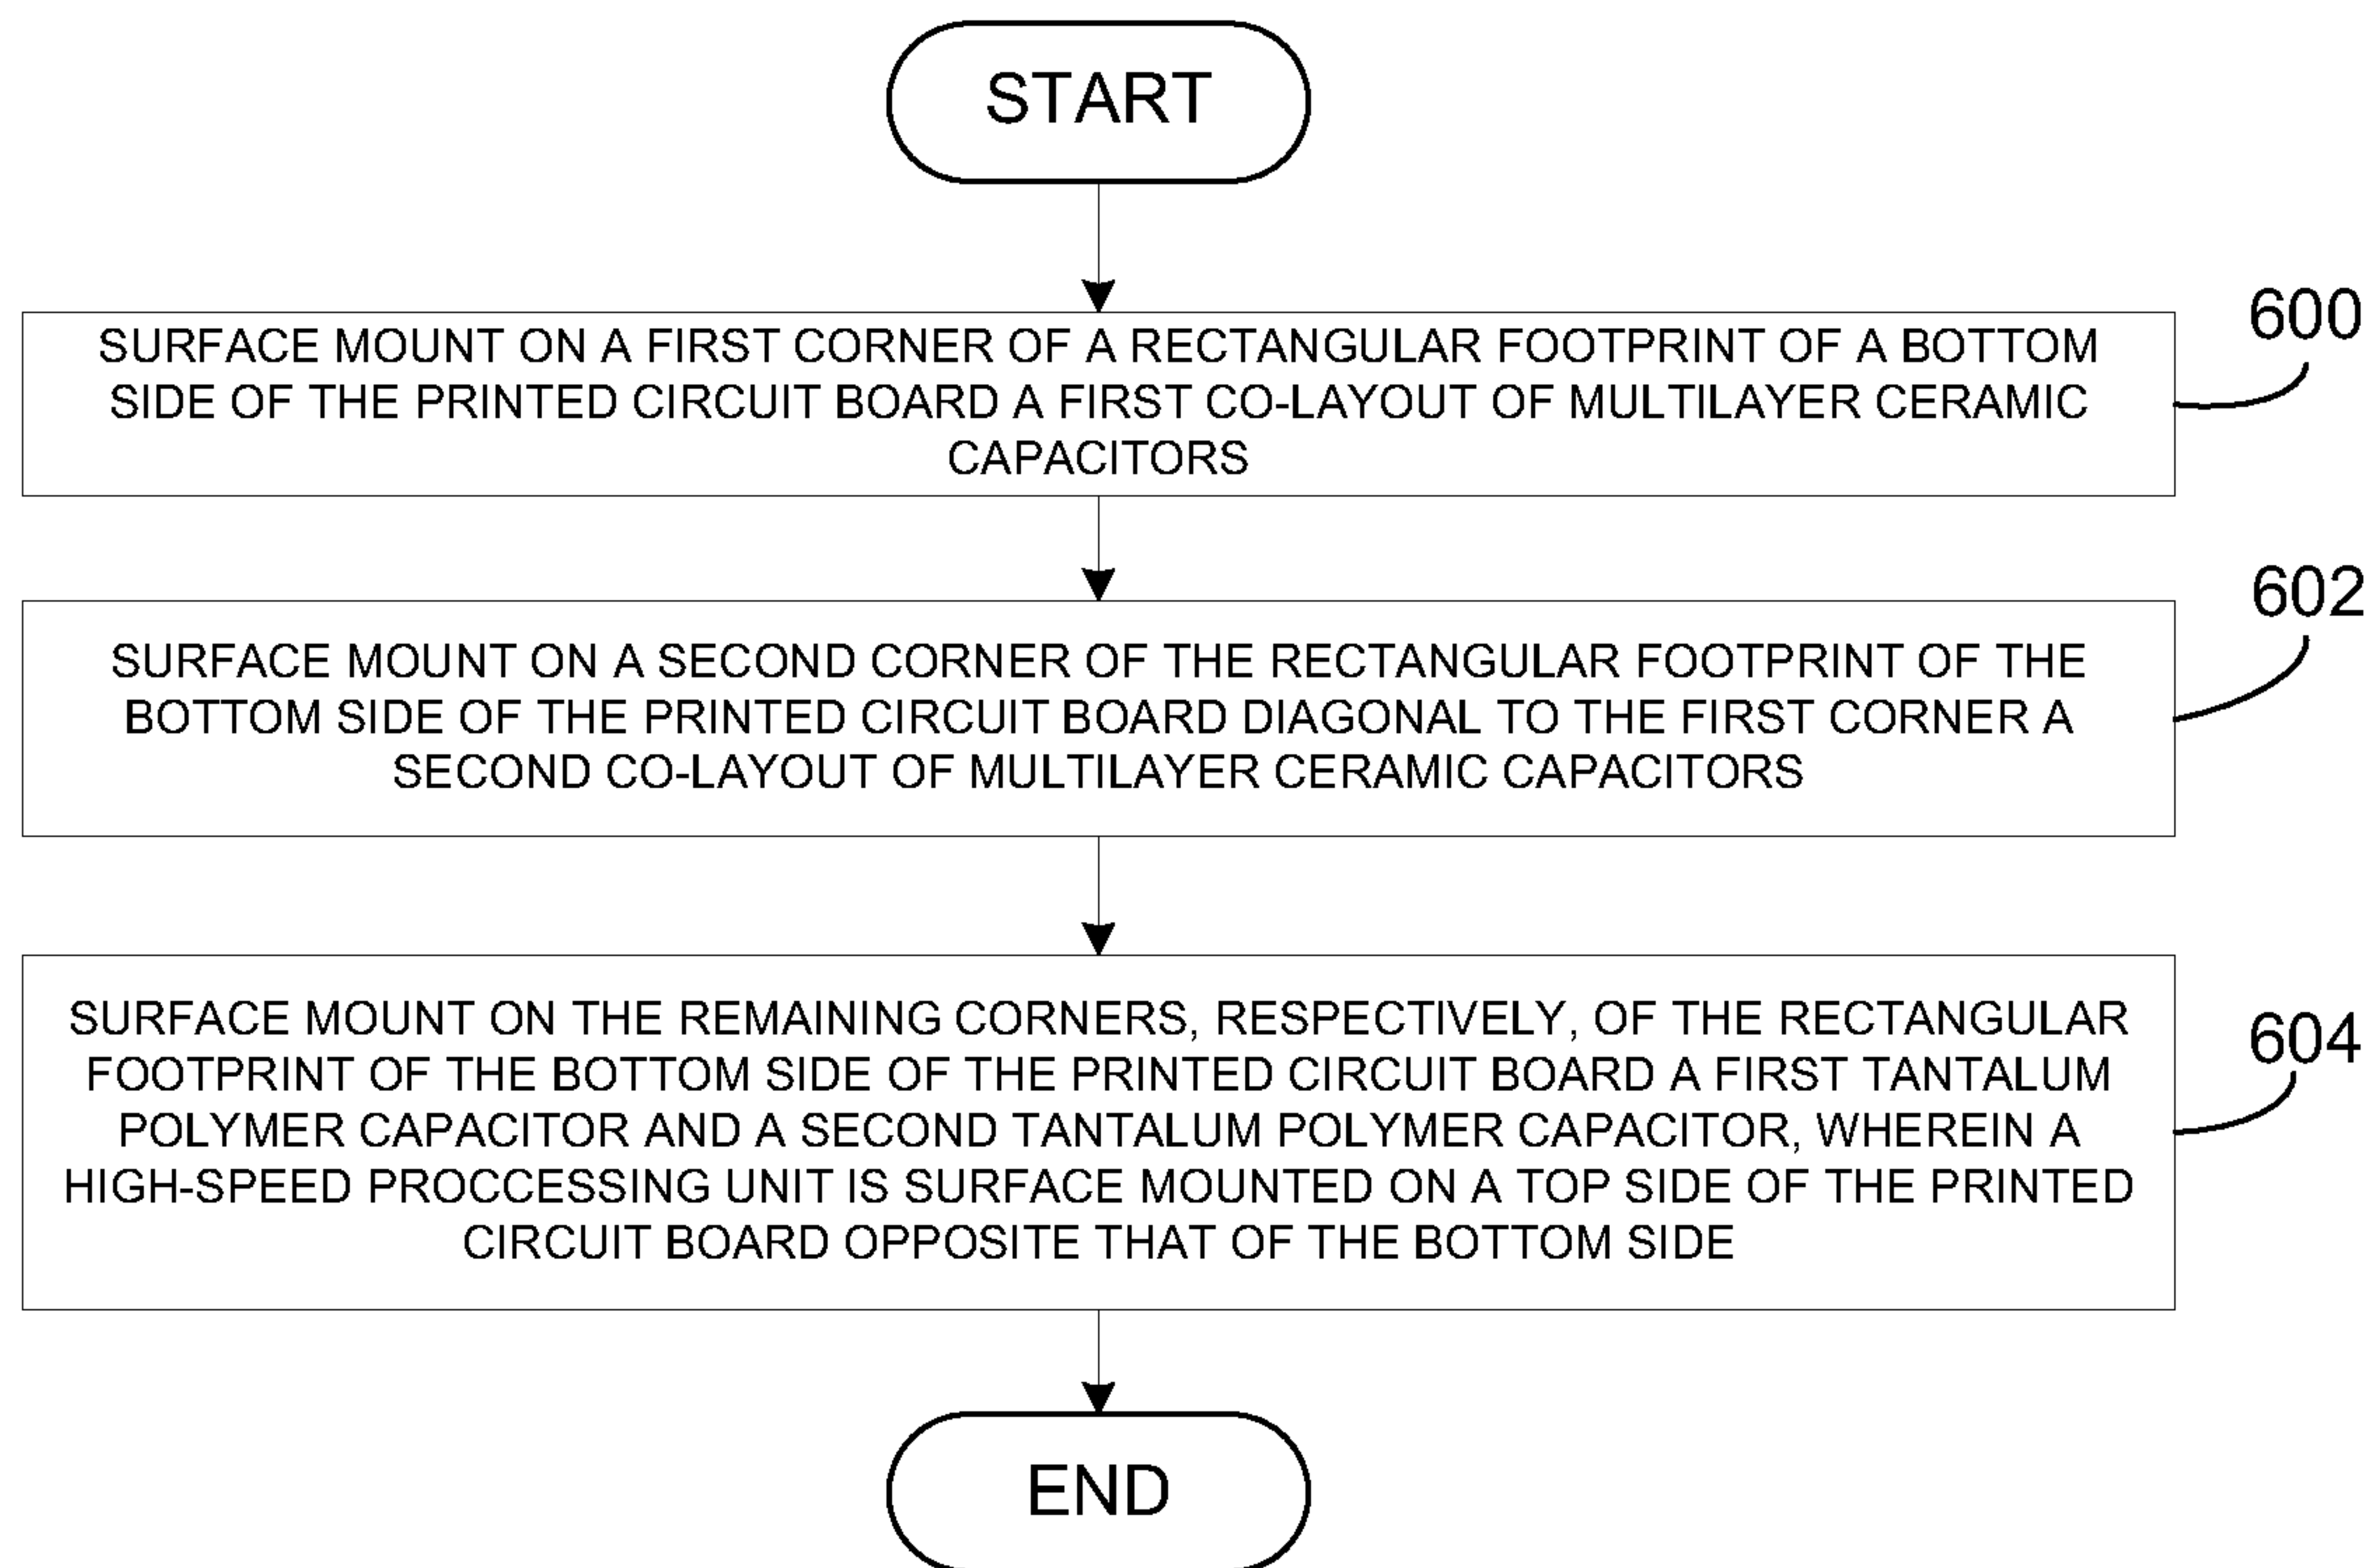 START
SURFACE MOUNT ON A FIRST CORNER OF A RECTANGULAR FOOTPRINT OF A BOTTOM
SIDE OF THE PRINTED CIRCUIT BOARD A FIRST CO-LAYOUT OF MULTILAYER CERAMIC
CAPACITORS
600
SURFACE MOUNT ON A SECOND CORNER OF THE RECTANGULAR FOOTPRINT OF THE
BOTTOM SIDE OF THE PRINTED CIRCUIT BOARD DIAGONAL TO THE FIRST CORNER A
SECOND CO-LAYOUT OF MULTILAYER CERAMIC CAPACITORS
602
SURFACE MOUNT ON THE REMAINING CORNERS, RESPECTIVELY, OF THE RECTANGULAR
FOOTPRINT OF THE BOTTOM SIDE OF THE PRINTED CIRCUIT BOARD A FIRST TANTALUM
POLYMER CAPACITOR AND A SECOND TANTALUM POLYMER CAPACITOR, WHEREIN A
HIGH-SPEED PROCCESSING UNIT IS SURFACE MOUNTED ON A TOP SIDE OF THE PRINTED
CIRCUIT BOARD OPPOSITE THAT OF THE BOTTOM SIDE
604
END